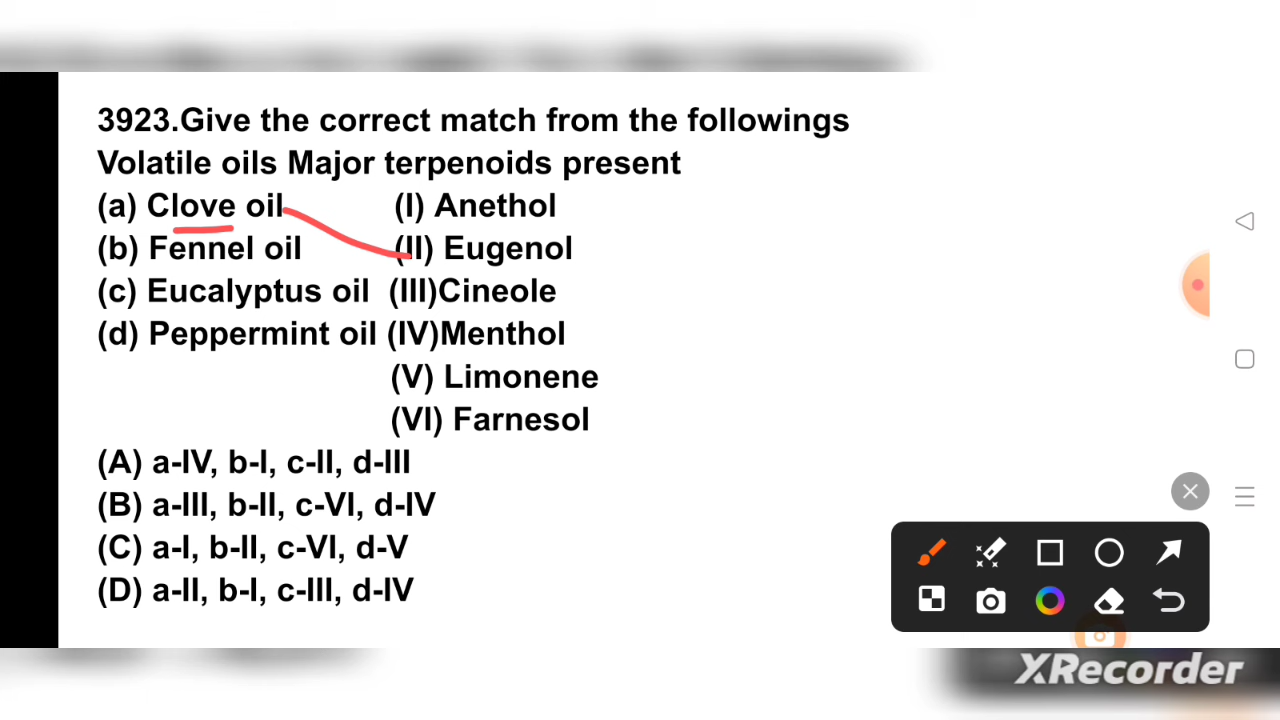 3923.Give the correct match from the followings
Volatile oils Major terpenoids present
(a) Clove oil (I) Anethol
(b) Fennel oil (II) Eugenol
(c) Eucalyptus oil (III)Cineole
(d) Peppermint oil (IV)Menthol
(V) Limonene
(VI) Farnesol
(A) a-IV, b-I, c-II, d-III
(B) a-III, b-II, c-VI, d-IV
(C) a-I, b-II, c-VI, d-V
(D) a-II, b-I, c-III, d-IV
XRecorder